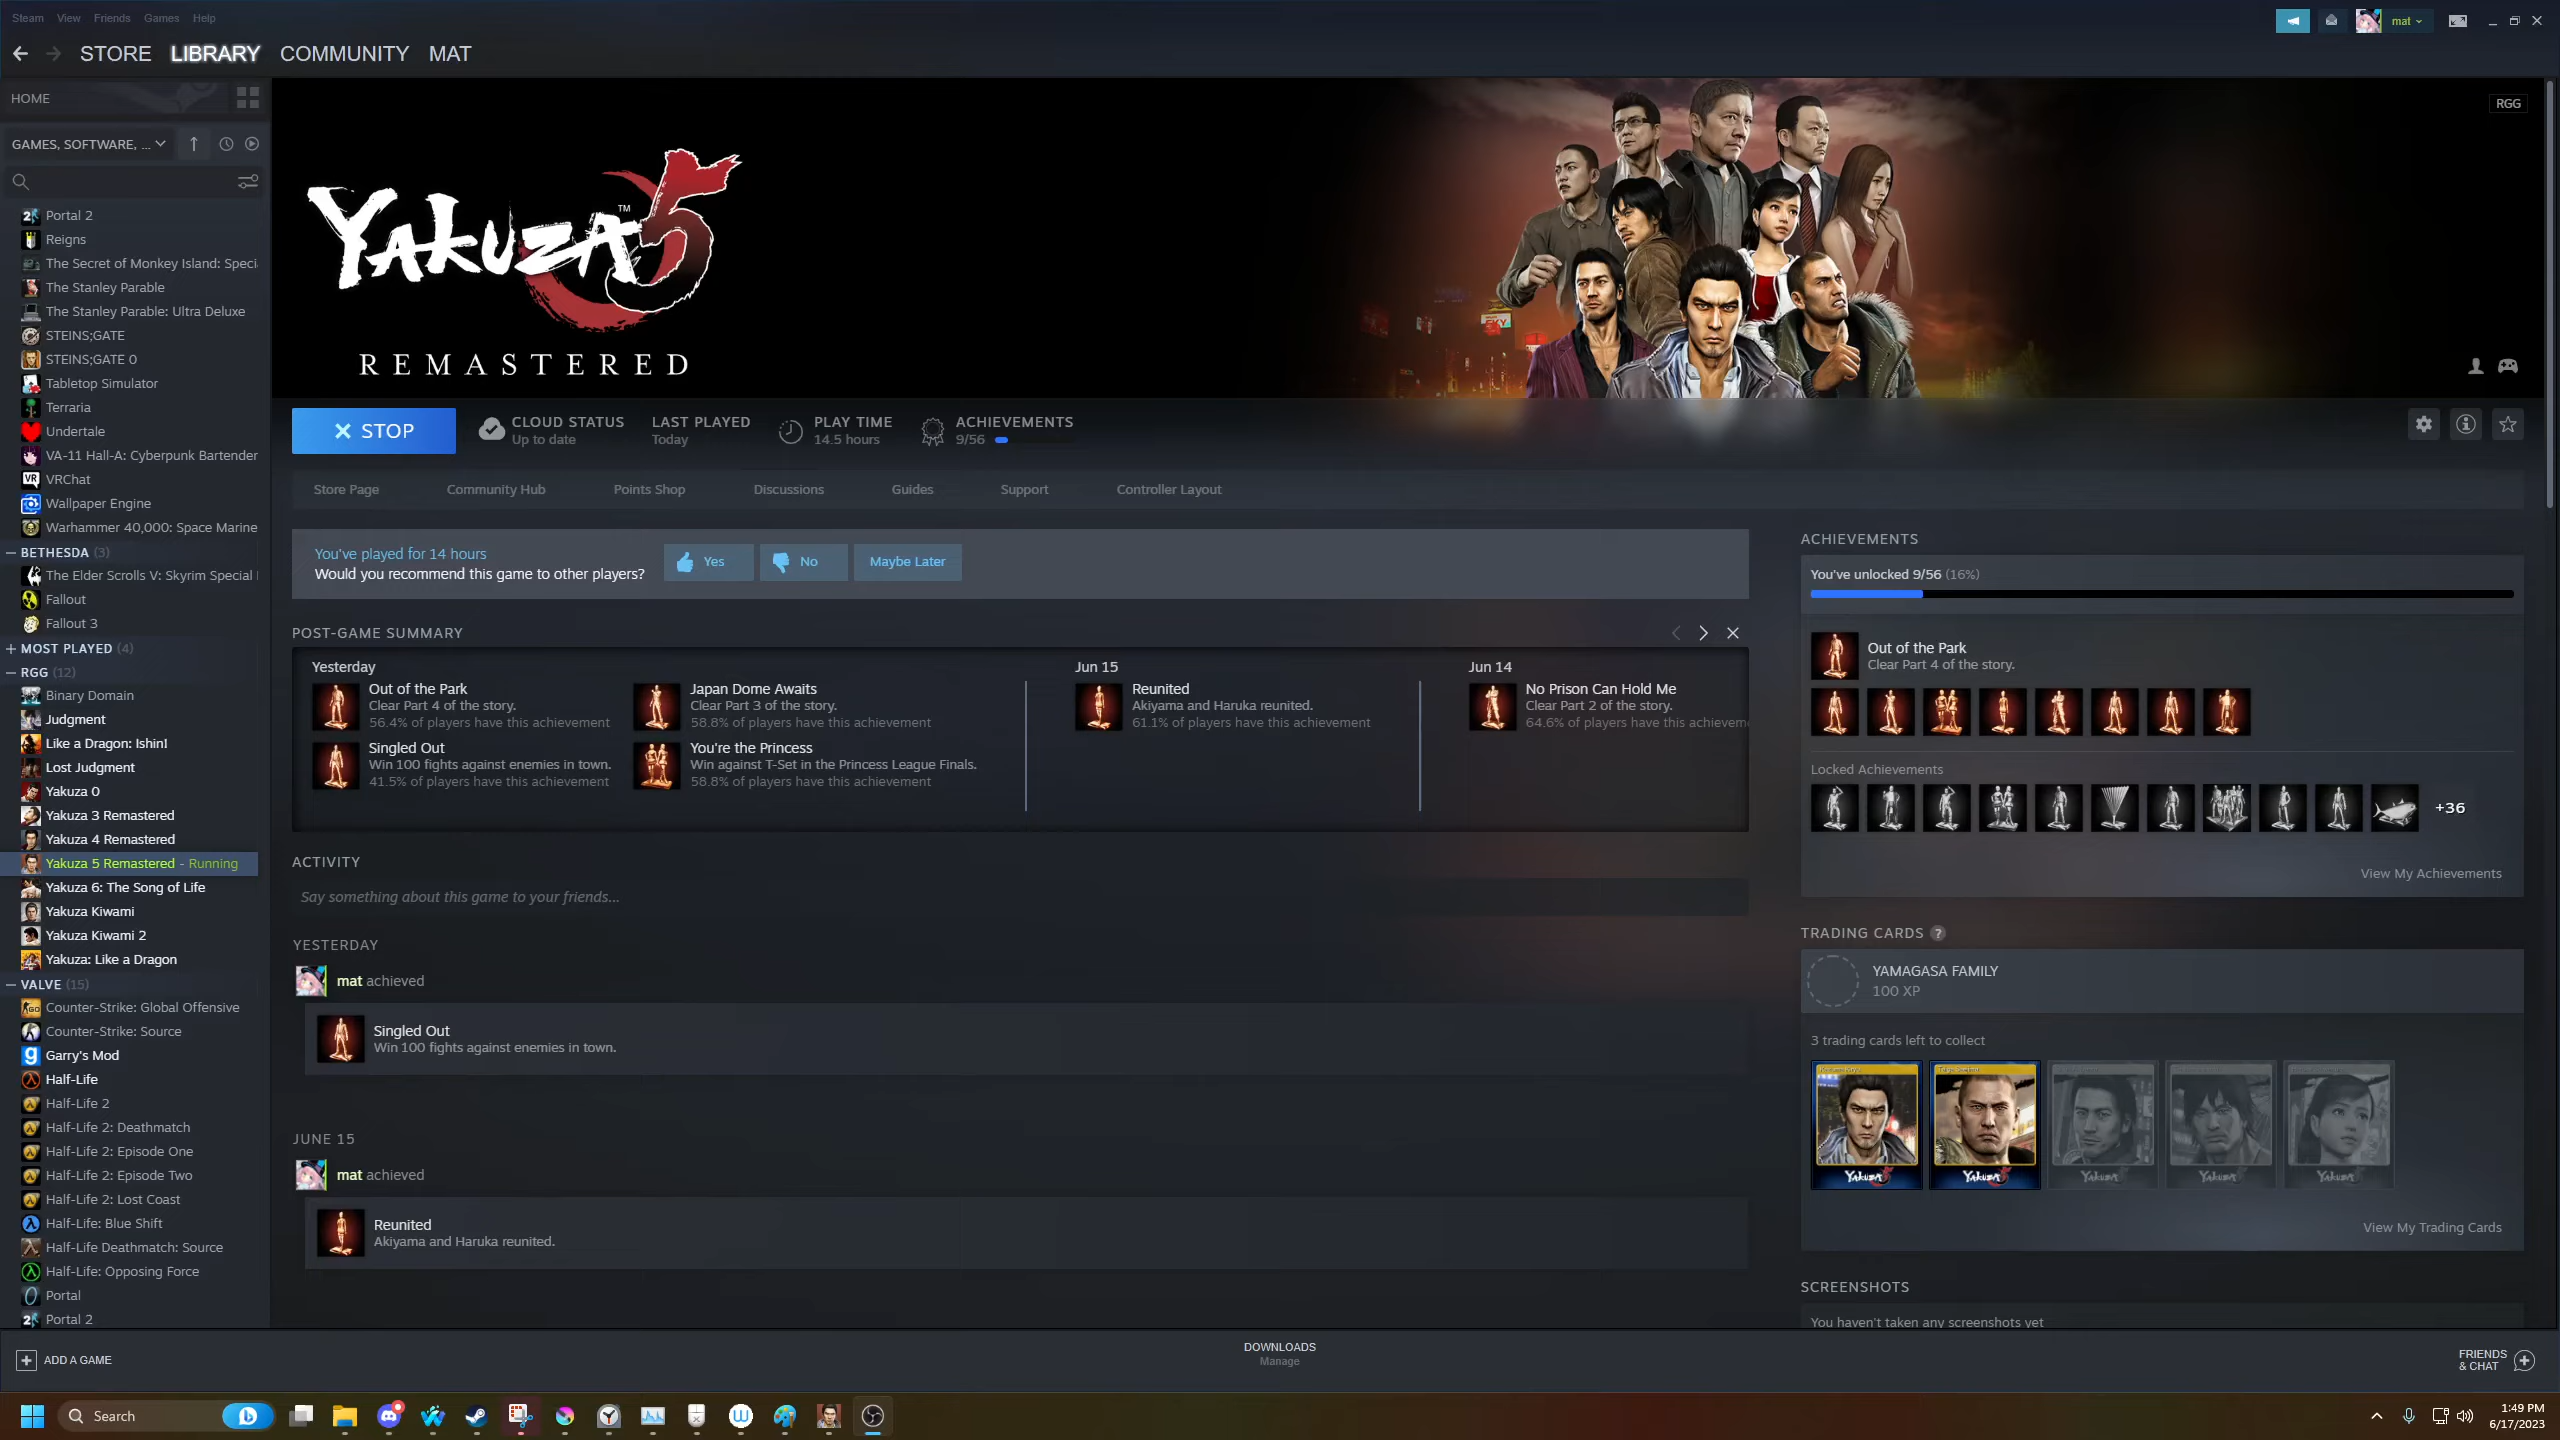 Steam View Friends Games Help
mat
STORE LIBRARY COMMUNITY MAT
HOME
GAMES, SOFTWARE, ...
Portal 2
Reigns
The Secret of Monkey Island: Speci
The Stanley Parable
The Stanley Parable: Ultra Deluxe
STEINS;GATE
STEINS;GATE 0
Tabletop Simulator
Terraria
Undertale
VA-11 Hall-A: Cyberpunk Bartender
VRChat
Wallpaper Engine
Warhammer 40,000: Space Marine
BETHESDA (3)
The Elder Scrolls V: Skyrim Special
Fallout
Fallout 3
MOST PLAYED (4)
RGG (12)
Binary Domain
Judgment
Like a Dragon: Ishin!
Lost Judgment
Yakuza 0
Yakuza 3 Remastered
Yakuza 4 Remastered
Yakuza 5 Remastered - Running
Yakuza 6: The Song of Life
Yakuza Kiwami
Yakuza Kiwami 2
Yakuza: Like a Dragon
VALVE (15)
Counter-Strike: Global Offensive
Counter-Strike: Source
Garry's Mod
Half-Life
Half-Life 2
Half-Life 2: Deathmatch
Half-Life 2: Episode One
Half-Life 2: Episode Two
Half-Life 2: Lost Coast
Half-Life: Blue Shift
Half-Life Deathmatch: Source
Half-Life: Opposing Force
Portal
Portal 2
RGG
YAKUZA 5 ™
REMASTERED
STOP
CLOUD STATUS
Up to date
LAST PLAYED
Today
PLAY TIME
14.5 hours
ACHIEVEMENTS
9/56
Store Page Community Hub Points Shop Discussions Guides Support Controller Layout
You've played for 14 hours
Would you recommend this game to other players?
Yes No Maybe Later
POST-GAME SUMMARY
Yesterday
Out of the Park
Clear Part 4 of the story.
56.4% of players have this achievement
Japan Dome Awaits
Clear Part 3 of the story.
58.8% of players have this achievement
Singled Out
Win 100 fights against enemies in town.
41.5% of players have this achievement
You're the Princess
Win against T-Set in the Princess League Finals.
58.8% of players have this achievement
Jun 15
Reunited
Akiyama and Haruka reunited.
61.1% of players have this achievement
Jun 14
No Prison Can Hold Me
Clear Part 2 of the story.
64.6% of players have this achievem
ACTIVITY
Say something about this game to your friends...
YESTERDAY
mat achieved
Singled Out
Win 100 fights against enemies in town.
JUNE 15
mat achieved
Reunited
Akiyama and Haruka reunited.
ACHIEVEMENTS
You've unlocked 9/56 (16%)
Out of the Park
Clear Part 4 of the story.
Locked Achievements
+36
View My Achievements
TRADING CARDS ?
YAMAGASA FAMILY
100 XP
3 trading cards left to collect
YAKUZA 5 YAKUZA 5 YAKUZA 5 YAKUZA 5 YAKUZA 5
View My Trading Cards
SCREENSHOTS
You haven't taken any screenshots yet
ADD A GAME
DOWNLOADS
Manage
FRIENDS
& CHAT
Search
1:49 PM
6/17/2023